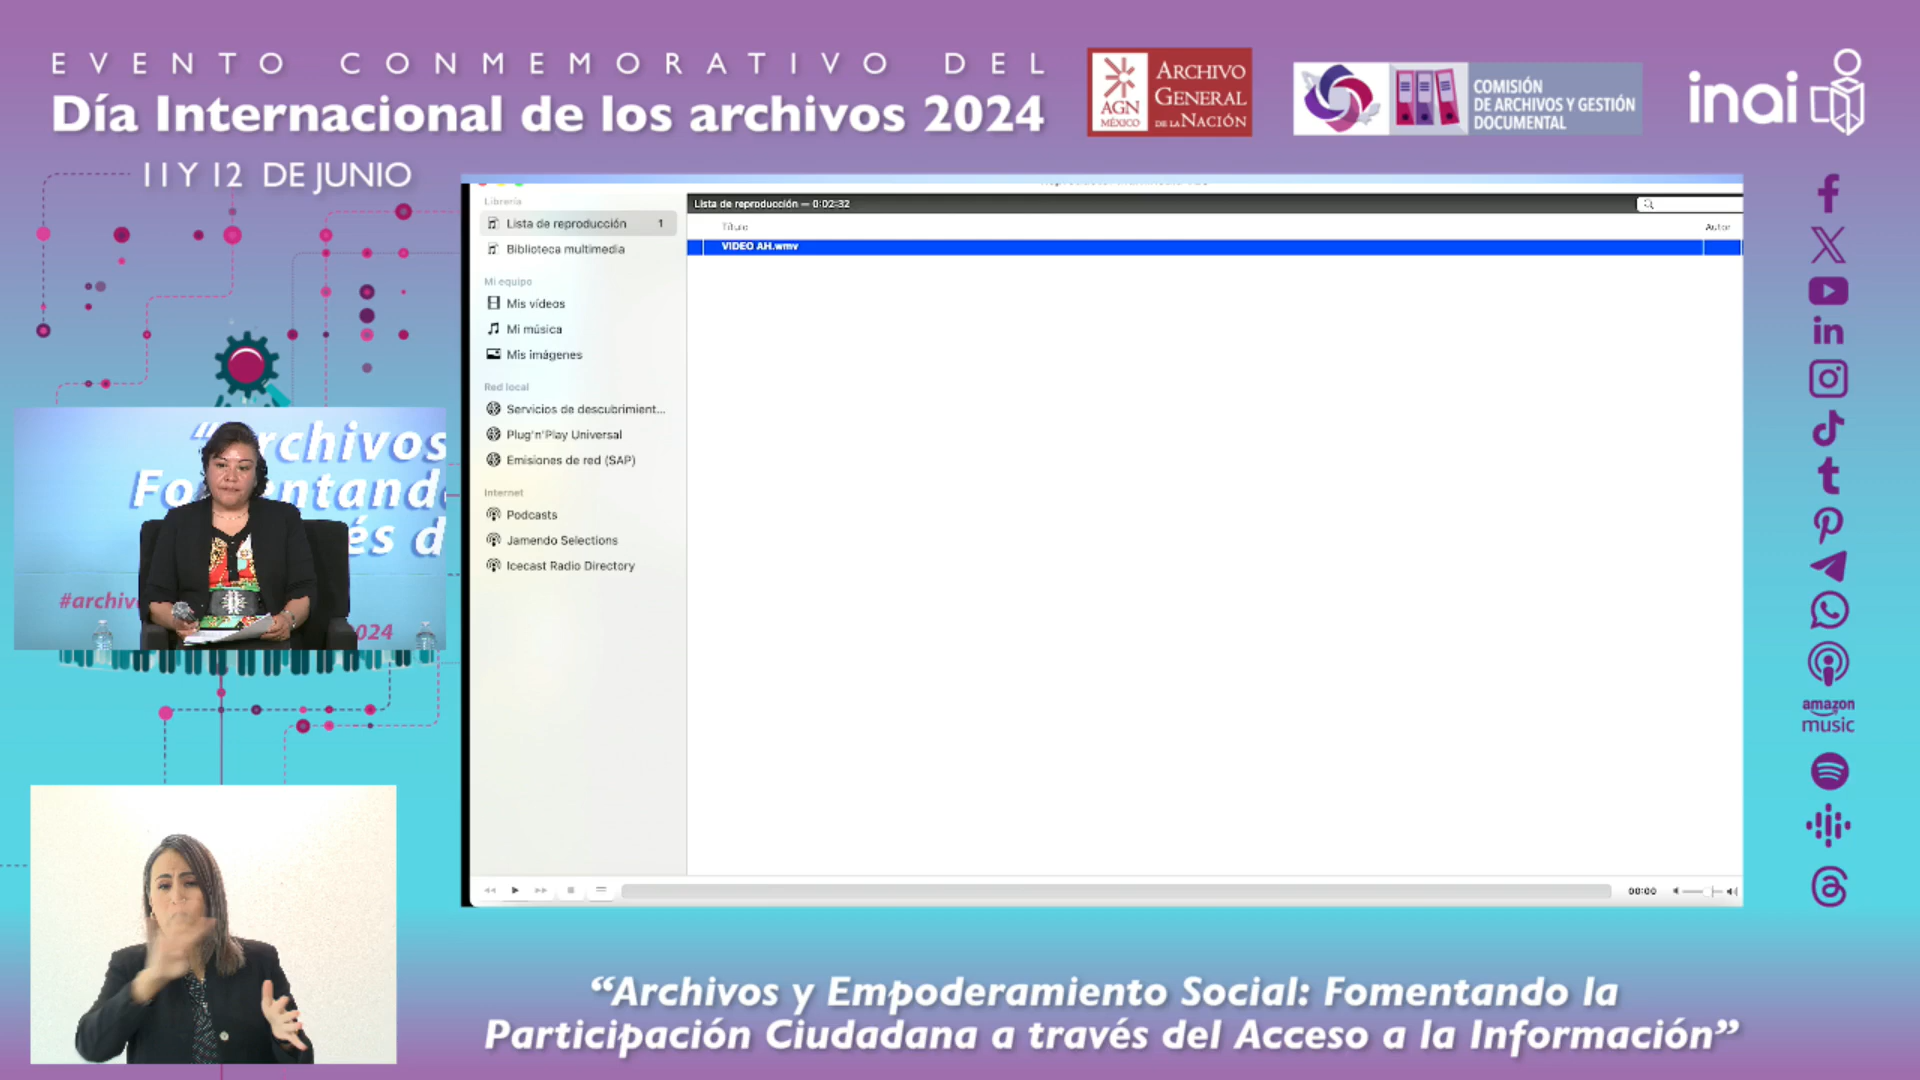 EVENTO CONMEMORATIVO DEL
Día Internacional de los archivos 2024
11 Y 12 DE JUNIO
AGN
MÉXICO
ARCHIVO
GENERAL
DE LA NACIÓN
COMISIÓN
DE ARCHIVOS Y GESTIÓN
DOCUMENTAL
inai
Librería
Lista de reproducción 1
Biblioteca multimedia
Mi equipo
Mis vídeos
Mi música
Mis imágenes
Red local
Servicios de descubrimient...
Plug'n'Play Universal
Emisiones de red (SAP)
Internet
Podcasts
Jamendo Selections
Icecast Radio Directory
Lista de reproducción — 0:02:32
Título Autor
VIDEO AH.wmv
00:00
"Archivos
Fomentando
és d
#archiv
2024
amazon
music
“Archivos y Empoderamiento Social: Fomentando la
Participación Ciudadana a través del Acceso a la Información”